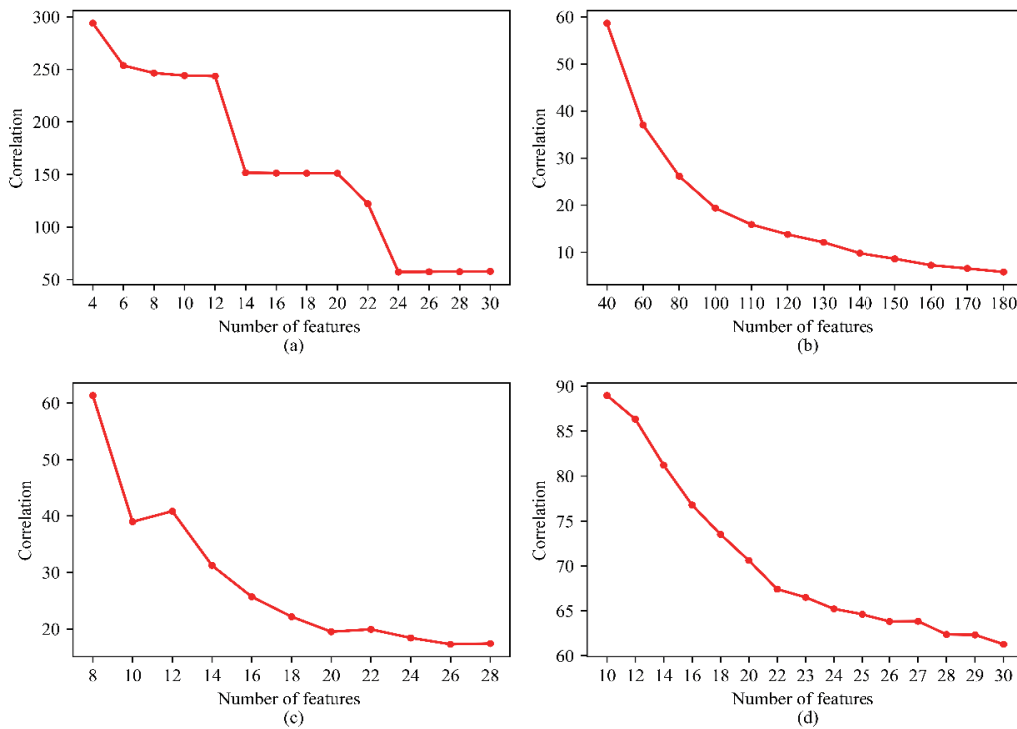 300
250
200
150
100
50
Correlation
4 6 8 10 12 14 16 18 20 22 24 26 28 30
Number of features
(a)
60
50
40
30
20
10
Correlation
40 60 80 100 110 120 130 140 150 160 170 180
Number of features
(b)
60
50
40
30
20
Correlation
8 10 12 14 16 18 20 22 24 26 28
Number of features
(c)
90
85
80
75
70
65
60
Correlation
10 12 14 16 18 20 22 23 24 25 26 27 28 29 30
Number of features
(d)